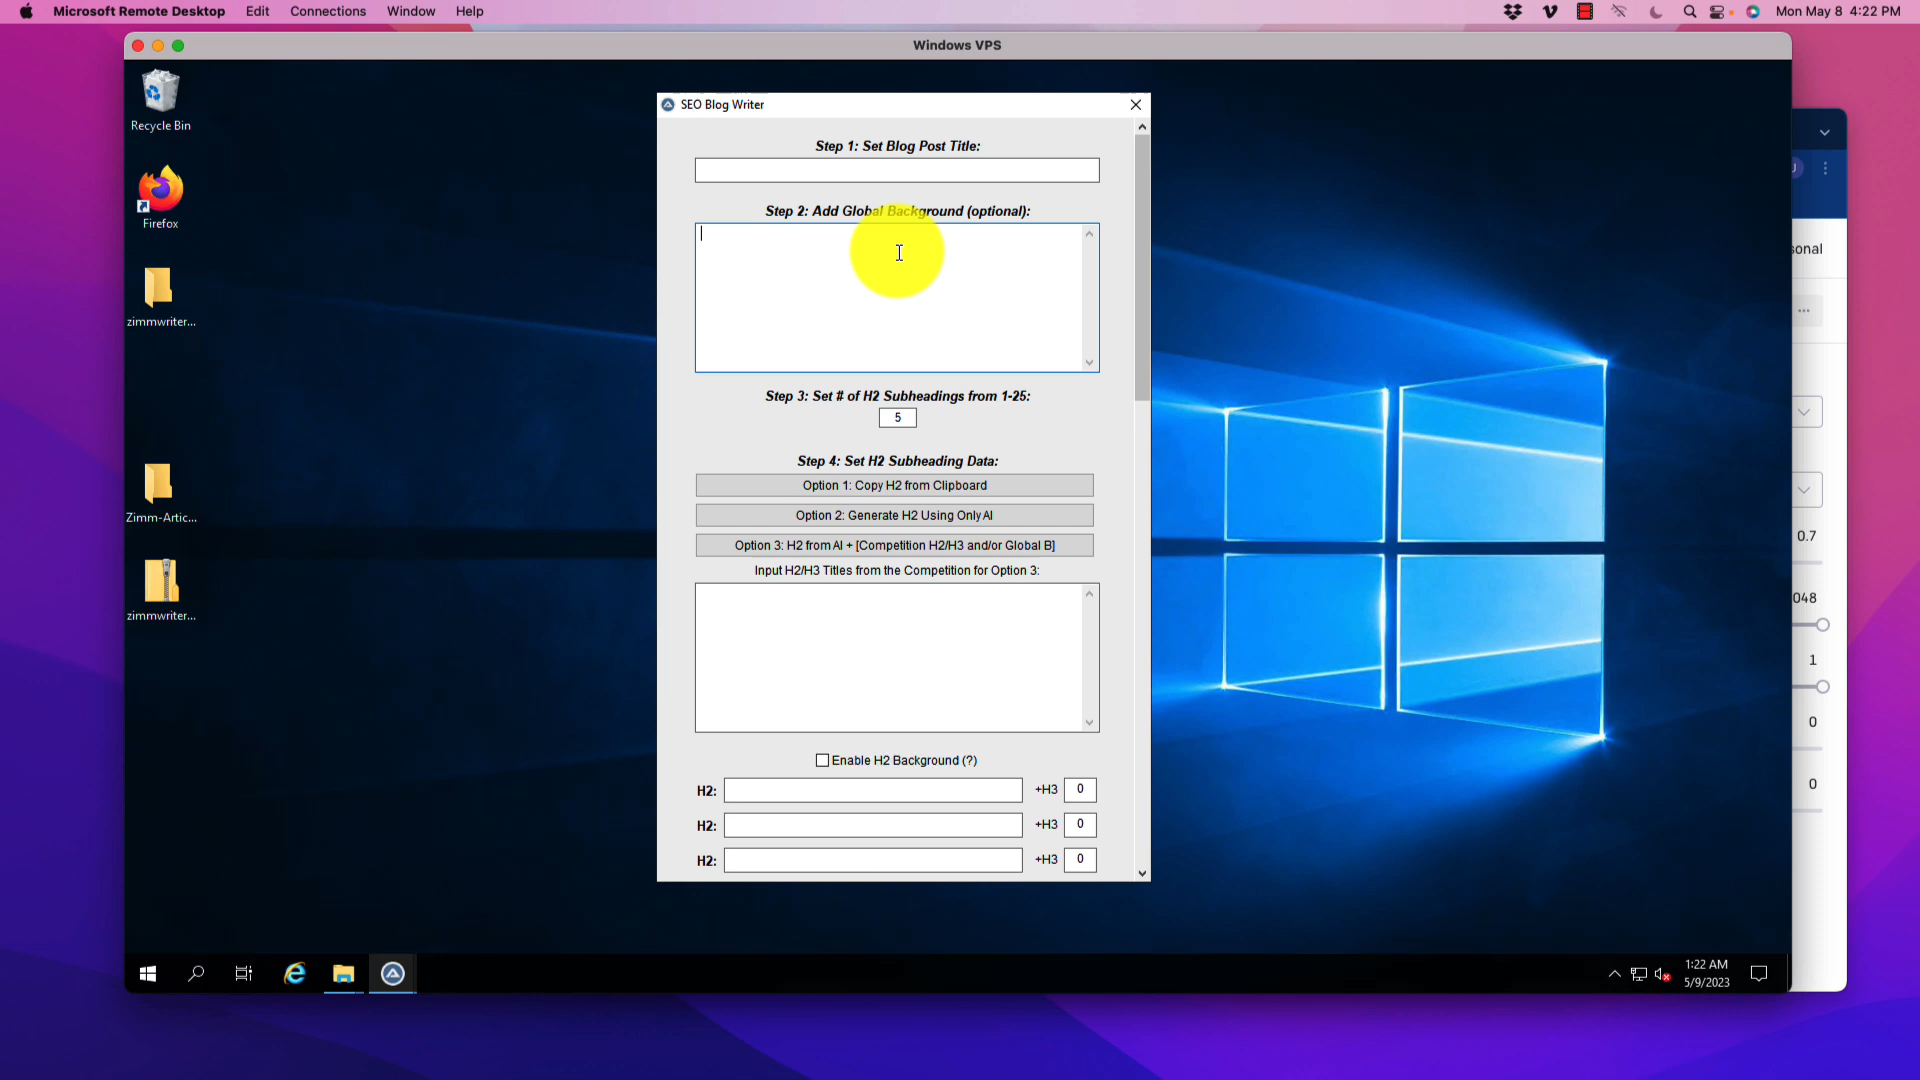 Microsoft Remote Desktop Edit Connections Window Help Mon May 8 4:22 PM
Windows VPS
Recycle Bin
Firefox
zimmwriter...
Zimm-Artic...
zimmwriter...
SEO Blog Writer
Step 1: Set Blog Post Title:
Step 2: Add Global Background (optional):
Step 3: Set # of H2 Subheadings from 1-25:
5
Step 4: Set H2 Subheading Data:
Option 1: Copy H2 from Clipboard
Option 2: Generate H2 Using Only AI
Option 3: H2 from AI + [Competition H2/H3 and/or Global B]
Input H2/H3 Titles from the Competition for Option 3:
Enable H2 Background (?)
H2: +H3 0
H2: +H3 0
H2: +H3 0
sonal
0.7
048
1
0
0
1:22 AM
5/9/2023